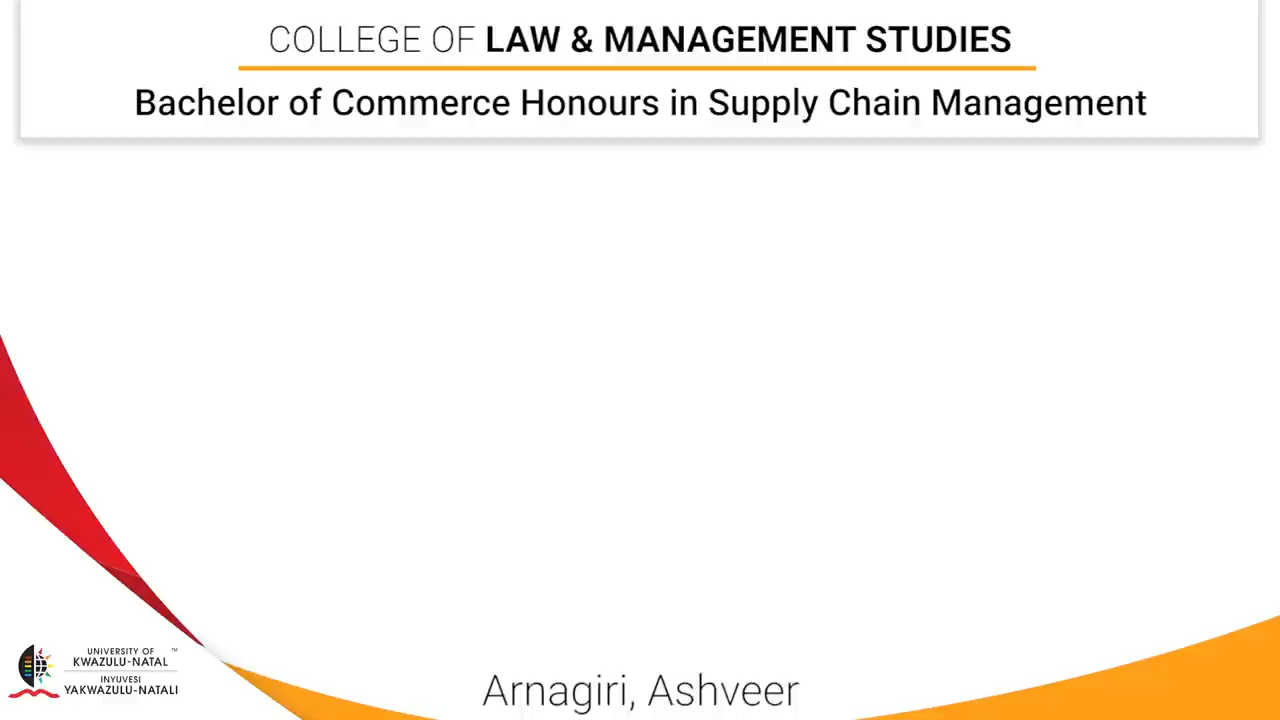 COLLEGE OF LAW & MANAGEMENT STUDIES
Bachelor of Commerce Honours in Supply Chain Management
UNIVERSITY OF ™
KWAZULU-NATAL
INYUVESI
YAKWAZULU-NATALI
Arnagiri, Ashveer